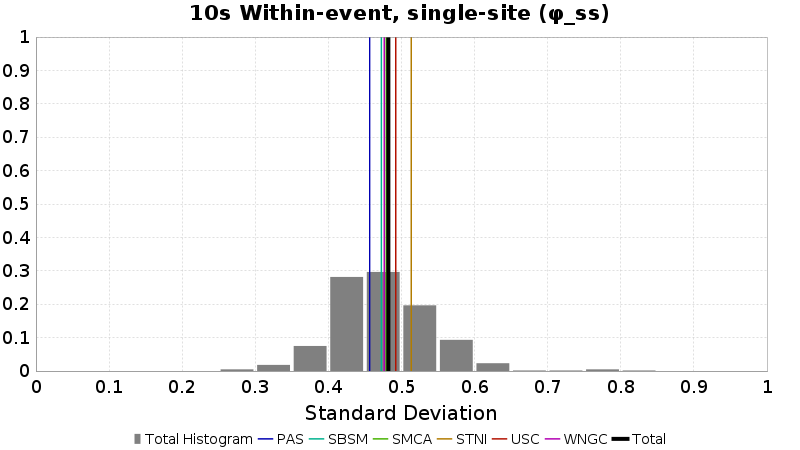 10s Within-event, single-site (φ_ss)
1
0.9
0.8
0.7
0.6
0.5
0.4
0.3
0.2
0.1
0
0 0.1 0.2 0.3 0.4 0.5 0.6 0.7 0.8 0.9 1
Standard Deviation
Total Histogram PAS SBSM SMCA STNI USC WNGC Total